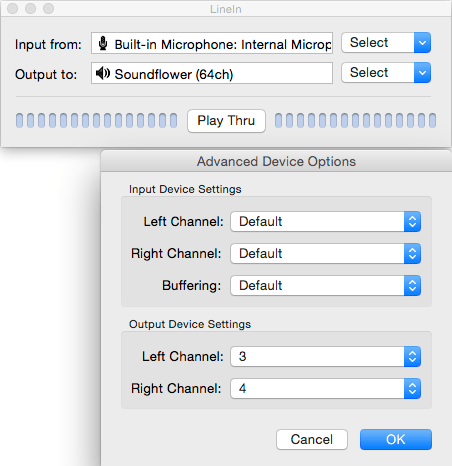 LineIn
Input from: Built-in Microphone: Internal Microp Select
Output to: Soundflower (64ch) Select
Play Thru
Advanced Device Options
Input Device Settings
Left Channel: Default
Right Channel: Default
Buffering: Default
Output Device Settings
Left Channel: 3
Right Channel: 4
Cancel OK